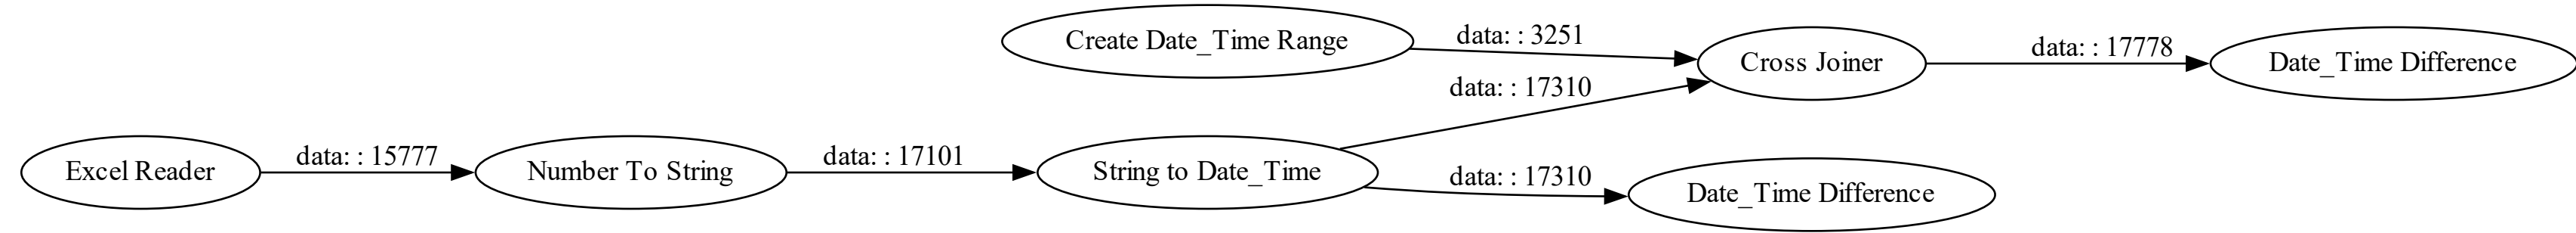 Create Date_Time Range
data: : 3251
Cross Joiner
data: : 17778
Date_Time Difference
data: : 17310
Excel Reader
data: : 15777
Number To String
data: : 17101
String to Date_Time
data: : 17310
Date_Time Difference